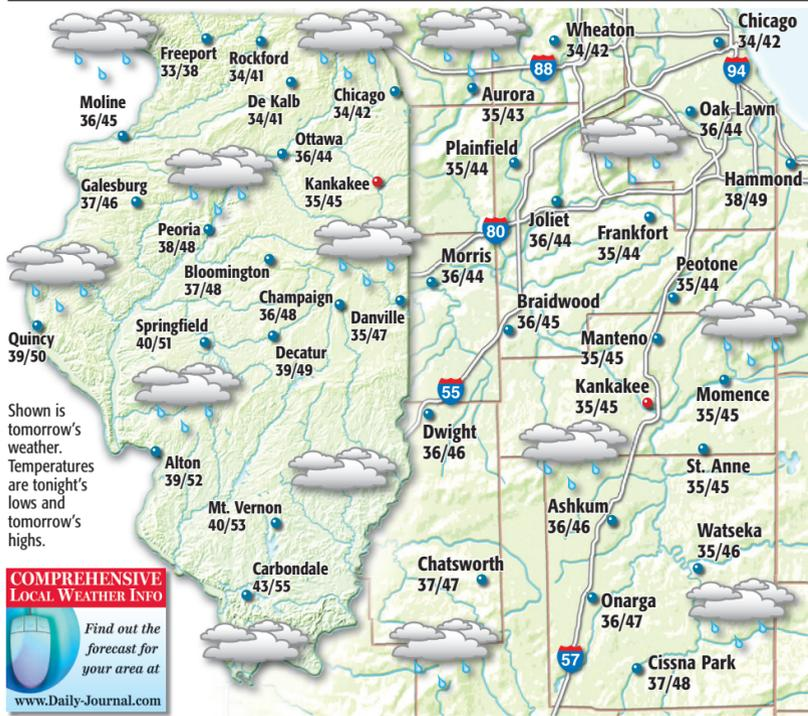 Freeport
33/38
Rockford
34/41
De Kalb
34/41
Chicago
34/42
Moline
36/45
Ottawa
36/44
Galesburg
37/46
Kankakee
35/45
Peoria
38/48
Bloomington
37/48
Champaign
36/48
Danville
35/47
Quincy
39/50
Springfield
40/51
Decatur
39/49
Shown is
tomorrow's
weather.
Temperatures
are tonight's
lows and
tomorrow's
highs.
Alton
39/52
Mt. Vernon
40/53
Carbondale
43/55
COMPREHENSIVE
LOCAL WEATHER INFO
Find out the
forecast for
your area at
www.Daily-Journal.com
Wheaton
34/42
Chicago
34/42
88
94
Aurora
35/43
Oak Lawn
36/44
Plainfield
35/44
Hammond
38/49
80
Joliet
36/44
Frankfort
35/44
Morris
36/44
Peotone
35/44
Braidwood
36/45
Manteno
35/45
55
Kankakee
35/45
Momence
35/45
Dwight
36/46
St. Anne
35/45
Ashkum
36/46
Watseka
35/46
Chatsworth
37/47
Onarga
36/47
57
Cissna Park
37/48